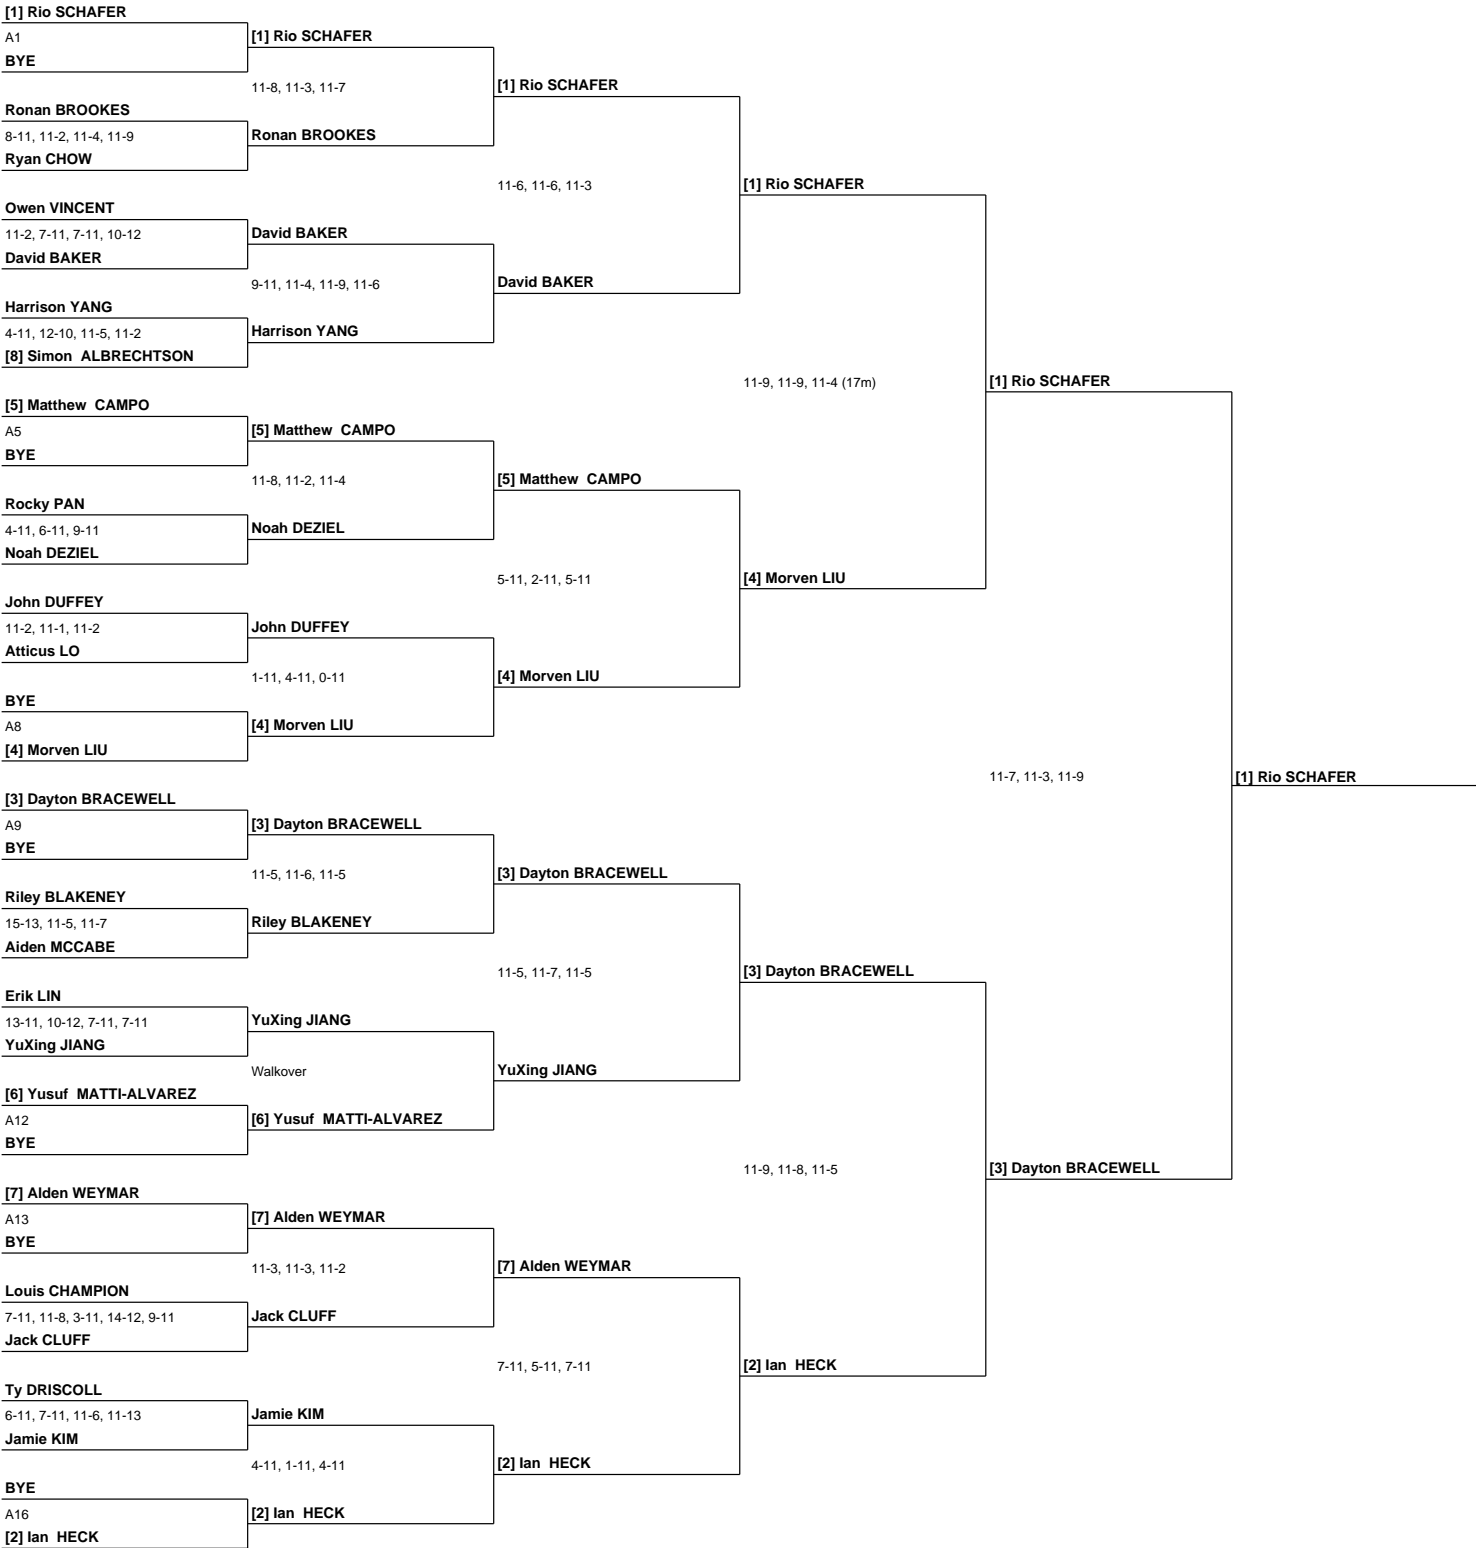 [1] Rio SCHAFER
A1
BYE
[1] Rio SCHAFER
11-8, 11-3, 11-7
[1] Rio SCHAFER
Ronan BROOKES
8-11, 11-2, 11-4, 11-9
Ryan CHOW
Ronan BROOKES
11-6, 11-6, 11-3
[1] Rio SCHAFER
Owen VINCENT
11-2, 7-11, 7-11, 10-12
David BAKER
David BAKER
9-11, 11-4, 11-9, 11-6
David BAKER
Harrison YANG
4-11, 12-10, 11-5, 11-2
[8] Simon  ALBRECHTSON
Harrison YANG
11-9, 11-9, 11-4 (17m)
[1] Rio SCHAFER
[5] Matthew  CAMPO
A5
BYE
[5] Matthew  CAMPO
11-8, 11-2, 11-4
[5] Matthew  CAMPO
Rocky PAN
4-11, 6-11, 9-11
Noah DEZIEL
Noah DEZIEL
5-11, 2-11, 5-11
[4] Morven LIU
John DUFFEY
11-2, 11-1, 11-2
Atticus LO
John DUFFEY
1-11, 4-11, 0-11
[4] Morven LIU
BYE
A8
[4] Morven LIU
[4] Morven LIU
11-7, 11-3, 11-9
[1] Rio SCHAFER
[3] Dayton BRACEWELL
A9
BYE
[3] Dayton BRACEWELL
11-5, 11-6, 11-5
[3] Dayton BRACEWELL
Riley BLAKENEY
15-13, 11-5, 11-7
Aiden MCCABE
Riley BLAKENEY
11-5, 11-7, 11-5
[3] Dayton BRACEWELL
Erik LIN
13-11, 10-12, 7-11, 7-11
YuXing JIANG
YuXing JIANG
Walkover
YuXing JIANG
[6] Yusuf  MATTI-ALVAREZ
A12
BYE
[6] Yusuf  MATTI-ALVAREZ
11-9, 11-8, 11-5
[3] Dayton BRACEWELL
[7] Alden WEYMAR
A13
BYE
[7] Alden WEYMAR
11-3, 11-3, 11-2
[7] Alden WEYMAR
Louis CHAMPION
7-11, 11-8, 3-11, 14-12, 9-11
Jack CLUFF
Jack CLUFF
7-11, 5-11, 7-11
[2] Ian  HECK
Ty DRISCOLL
6-11, 7-11, 11-6, 11-13
Jamie KIM
Jamie KIM
4-11, 1-11, 4-11
[2] Ian  HECK
BYE
A16
[2] Ian  HECK
[2] Ian  HECK